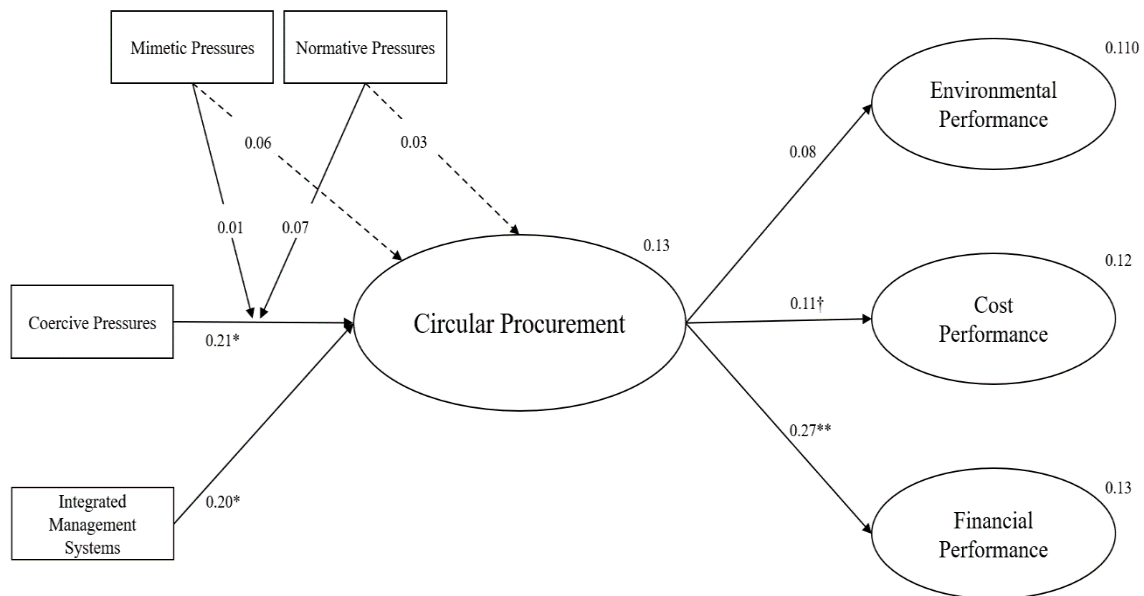 Mimetic Pressures
Normative Pressures
0.110
Environmental
Performance
0.06
0.03
0.08
0.01
0.07
0.13
0.12
Coercive Pressures
0.21*
Circular Procurement
0.11†
Cost
Performance
0.27**
0.20*
Integrated
Management
Systems
0.13
Financial
Performance